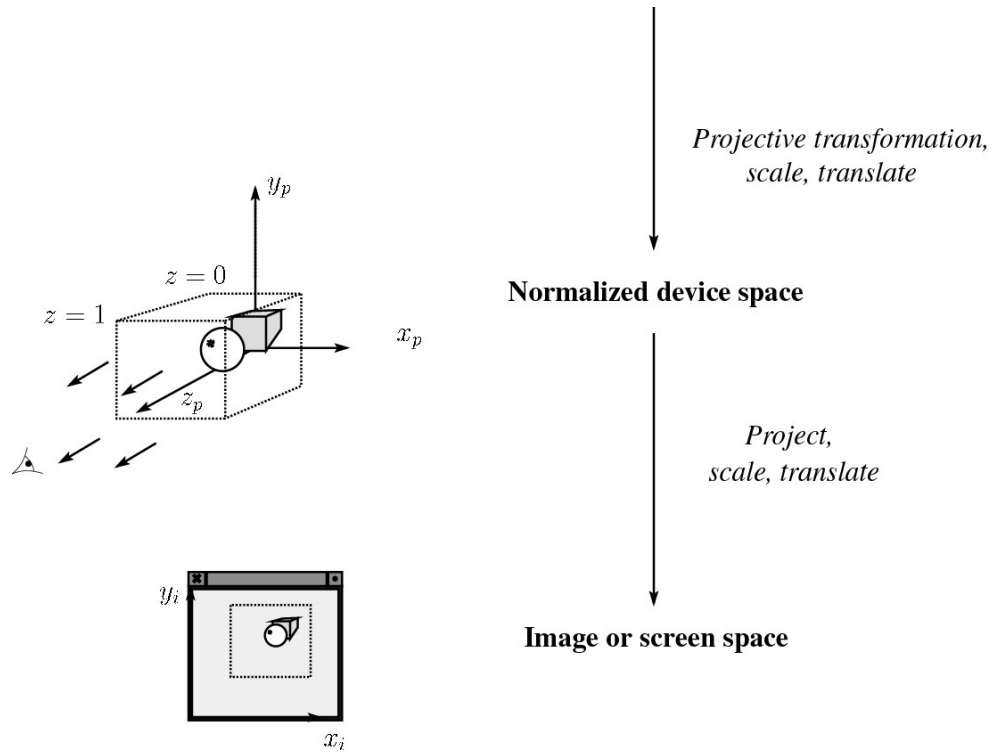 Projective transformation,
scale, translate
y_p
z = 0
z = 1
Normalized device space
x_p
z_p
Project,
scale, translate
y_i
Image or screen space
x_i